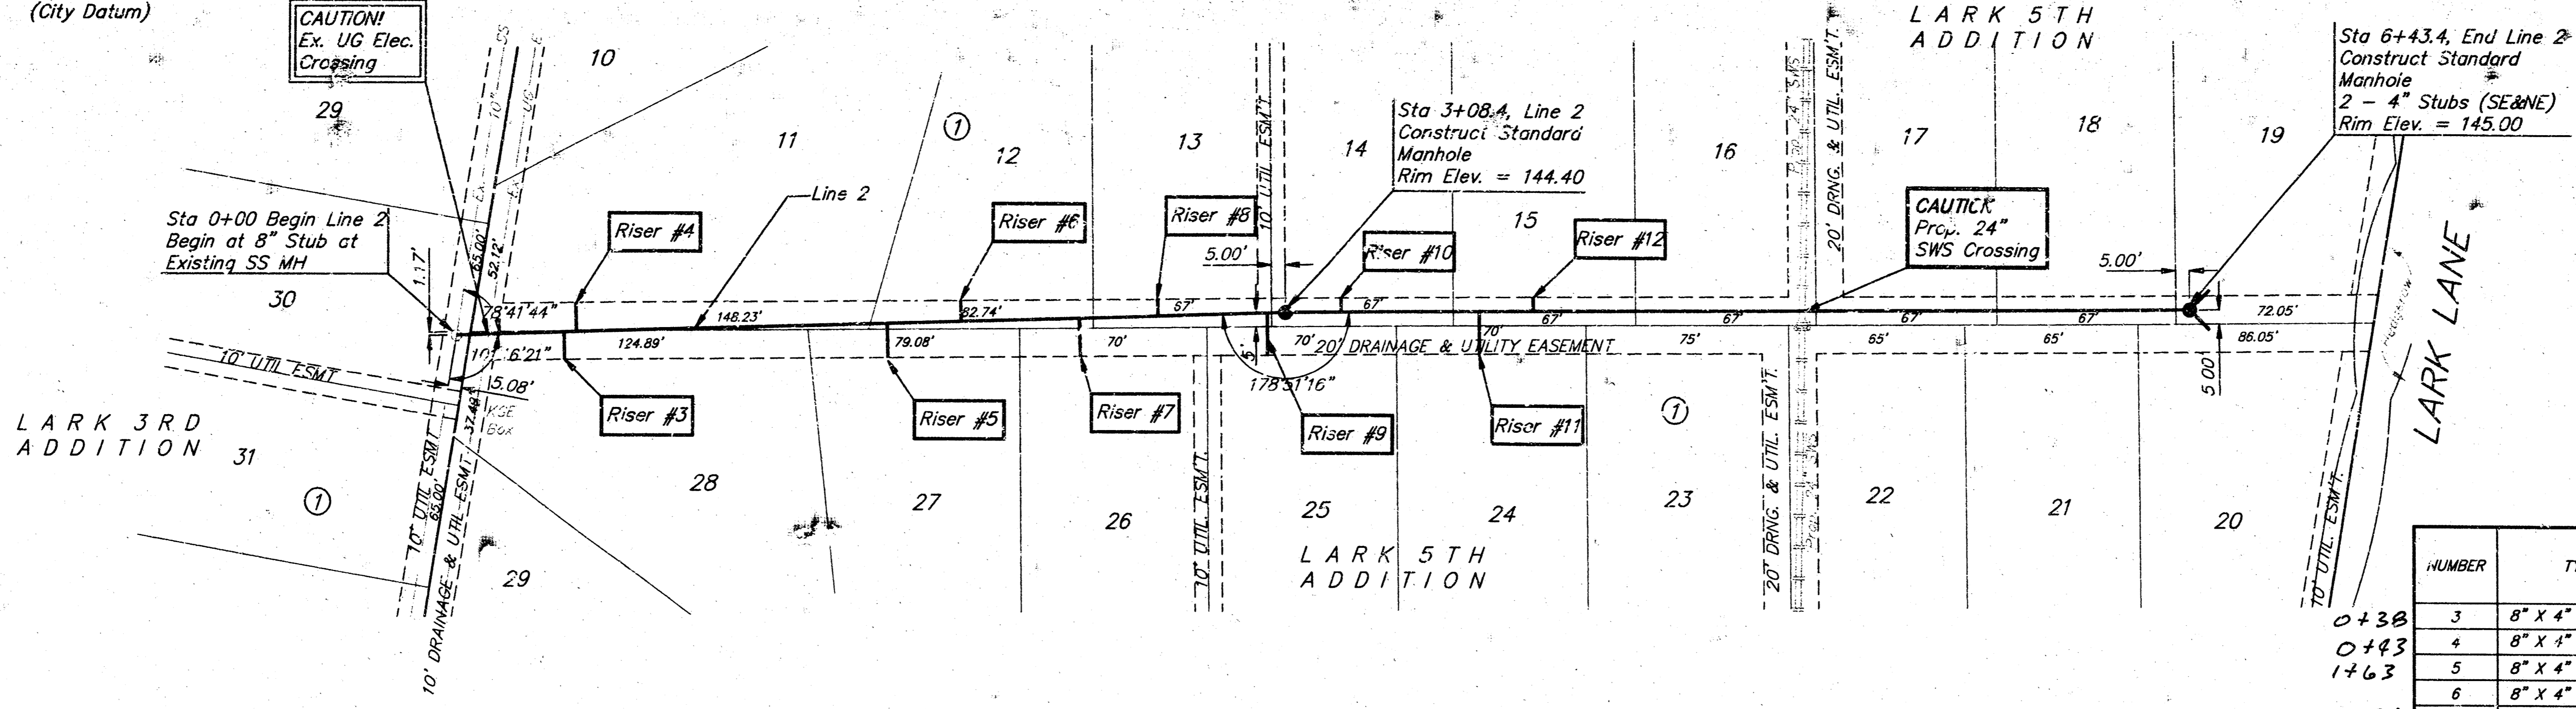 (City Datum)
CAUTION!
Ex. UG Elec.
Crossing
29
10
11
①
12
13
14
15
16
17
18
19
LARK 5TH
ADDITION
Sta 6+43.4, End Line 2
Construct Standard
Manhole
2 - 4" Stubs (SE&NE)
Rim Elev. = 145.00
Sta 3+08.4, Line 2
Construct Standard
Manhole
Rim Elev. = 144.40
10' UTIL ESM'T.
20' DRNG. & UTIL. ESM'T.
Line 2
Sta 0+00 Begin Line 2
Begin at 8" Stub at
Existing SS MH
30
1.17'
65.00'
52.12'
Riser #4
Riser #6
Riser #8
Riser #10
Riser #12
5.00'
Prop. 24"
SWS Crossing
5.00'
LARK LANE
78°41'44"
148.23'
82.74'
67'
67'
67'
67'
67'
67'
72.05'
124.89'
79.08'
70'
5'
70'
20' DRAINAGE & UTILITY EASEMENT
70'
75'
65'
65'
86.05'
5.00'
178°51'16"
10' UTIL ESMT
5.08'
KGE
Box
37.49'
Riser #3
Riser #5
Riser #7
Riser #9
Riser #11
①
LARK 3RD
ADDITION
31
①
10' UTIL ESMT
65.00'
10' DRAINAGE & UTIL ESMT
29
28
27
26
10' UTIL. ESM'T.
25
24
23
20' DRNG. & UTIL. ESM'T.
22
21
20
10' UTIL. ESM'T.
LARK 5TH
ADDITION
NUMBER
0+38 3 8" X 4"
0+43 4 8" X 4"
1+63 5 8" X 4"
6 8" X 4"